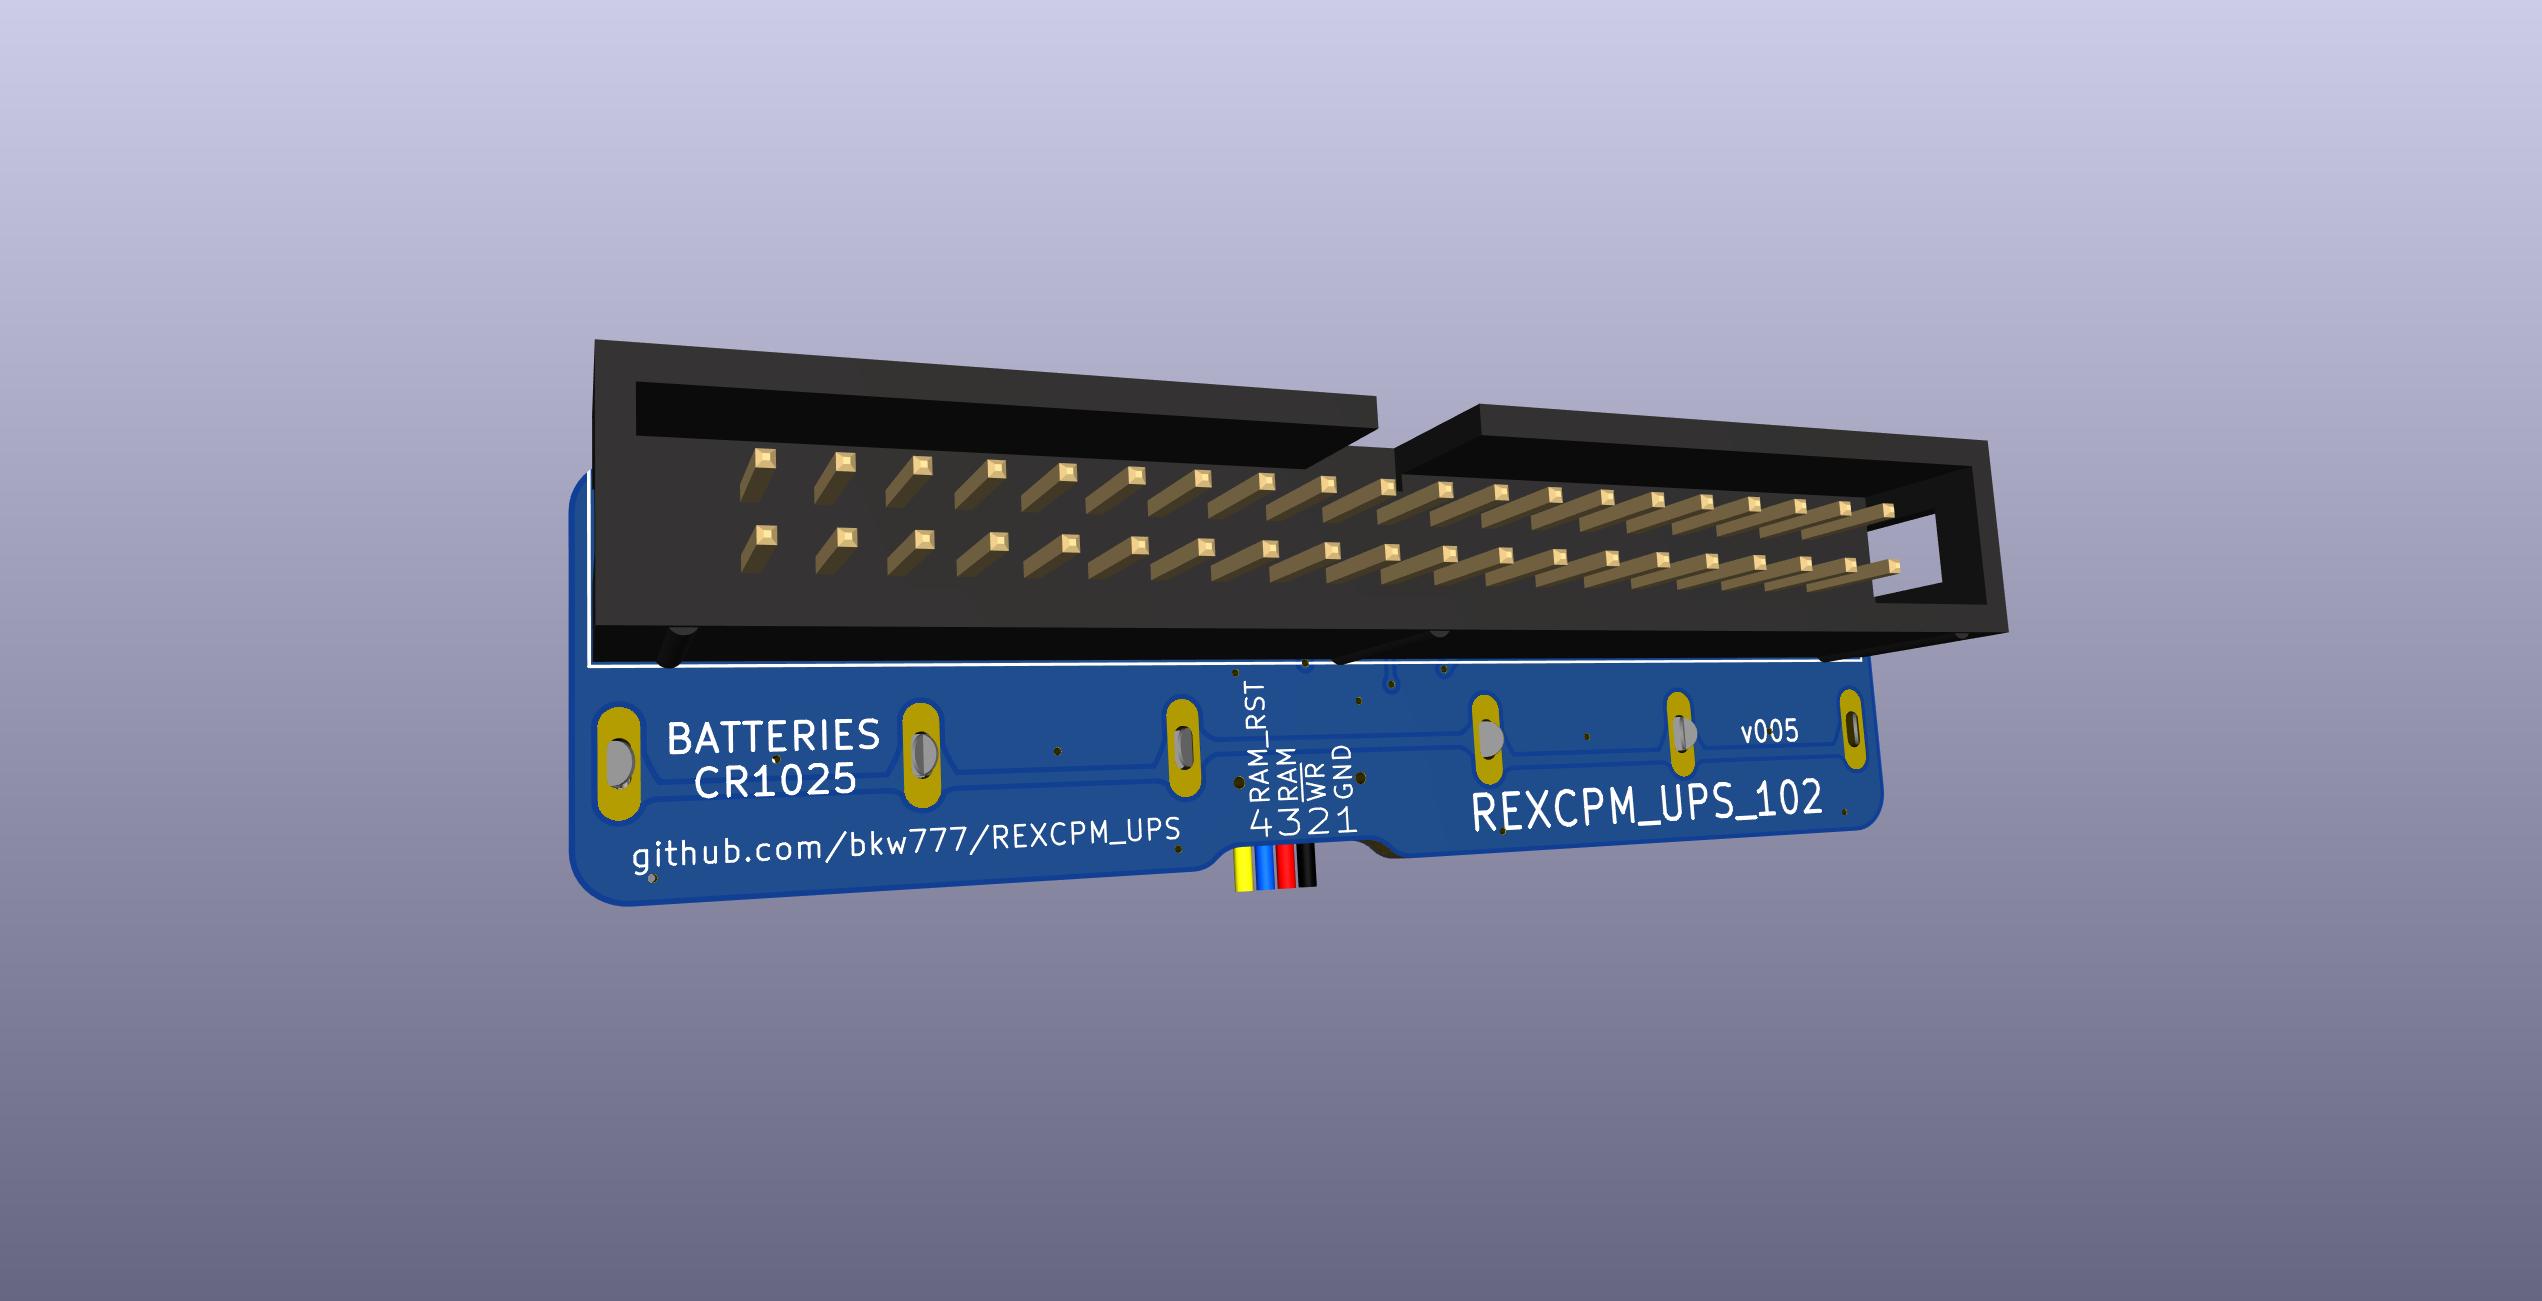 BATTERIES
CR1025
github.com/bkw777/REXCPM_UPS
RAM_RST
RAM
WR
GND
4321
v005
REXCPM_UPS_102